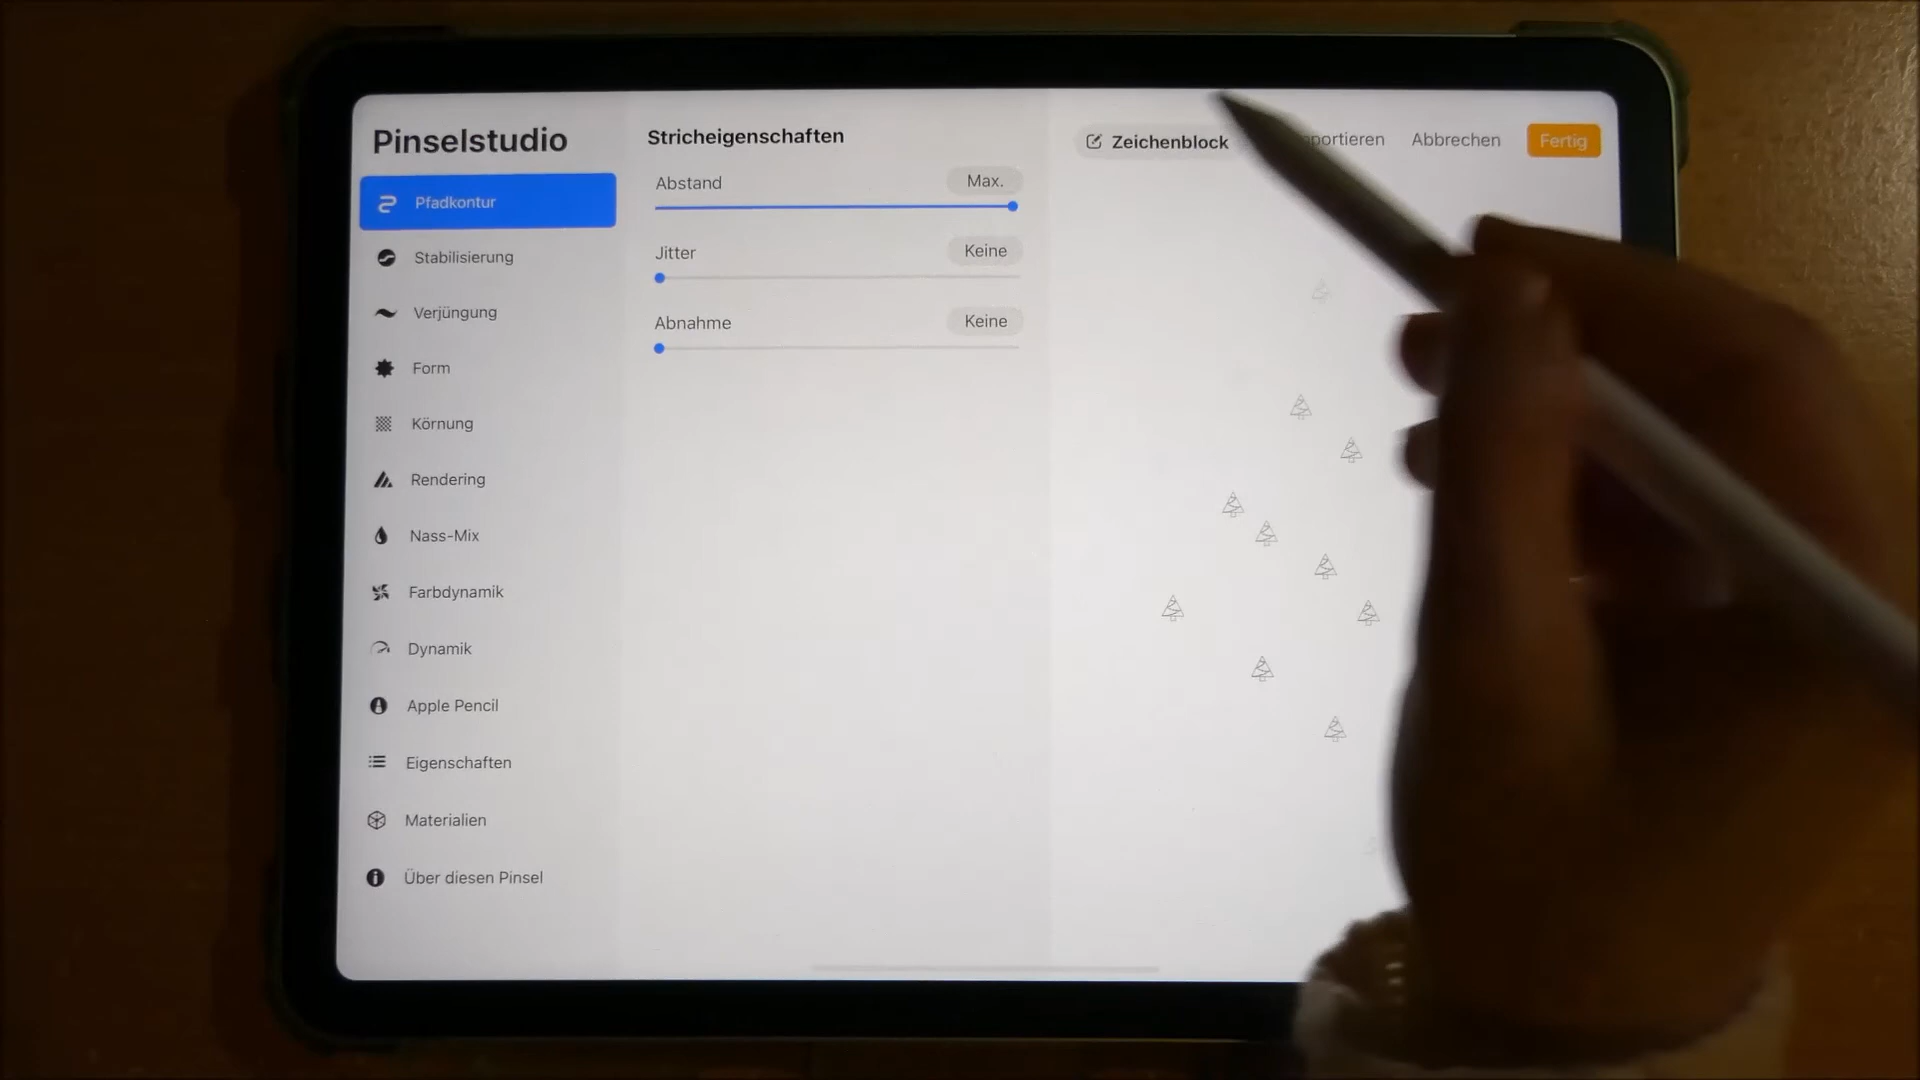 Pinselstudio
Pfadkontur
Stabilisierung
Verjüngung
Form
Körnung
Rendering
Nass-Mix
Farbdynamik
Dynamik
Apple Pencil
Eigenschaften
Materialien
Über diesen Pinsel
Stricheigenschaften
Abstand
Max.
Jitter
Keine
Abnahme
Keine
Zeichenblock
portieren
Abbrechen
Fertig